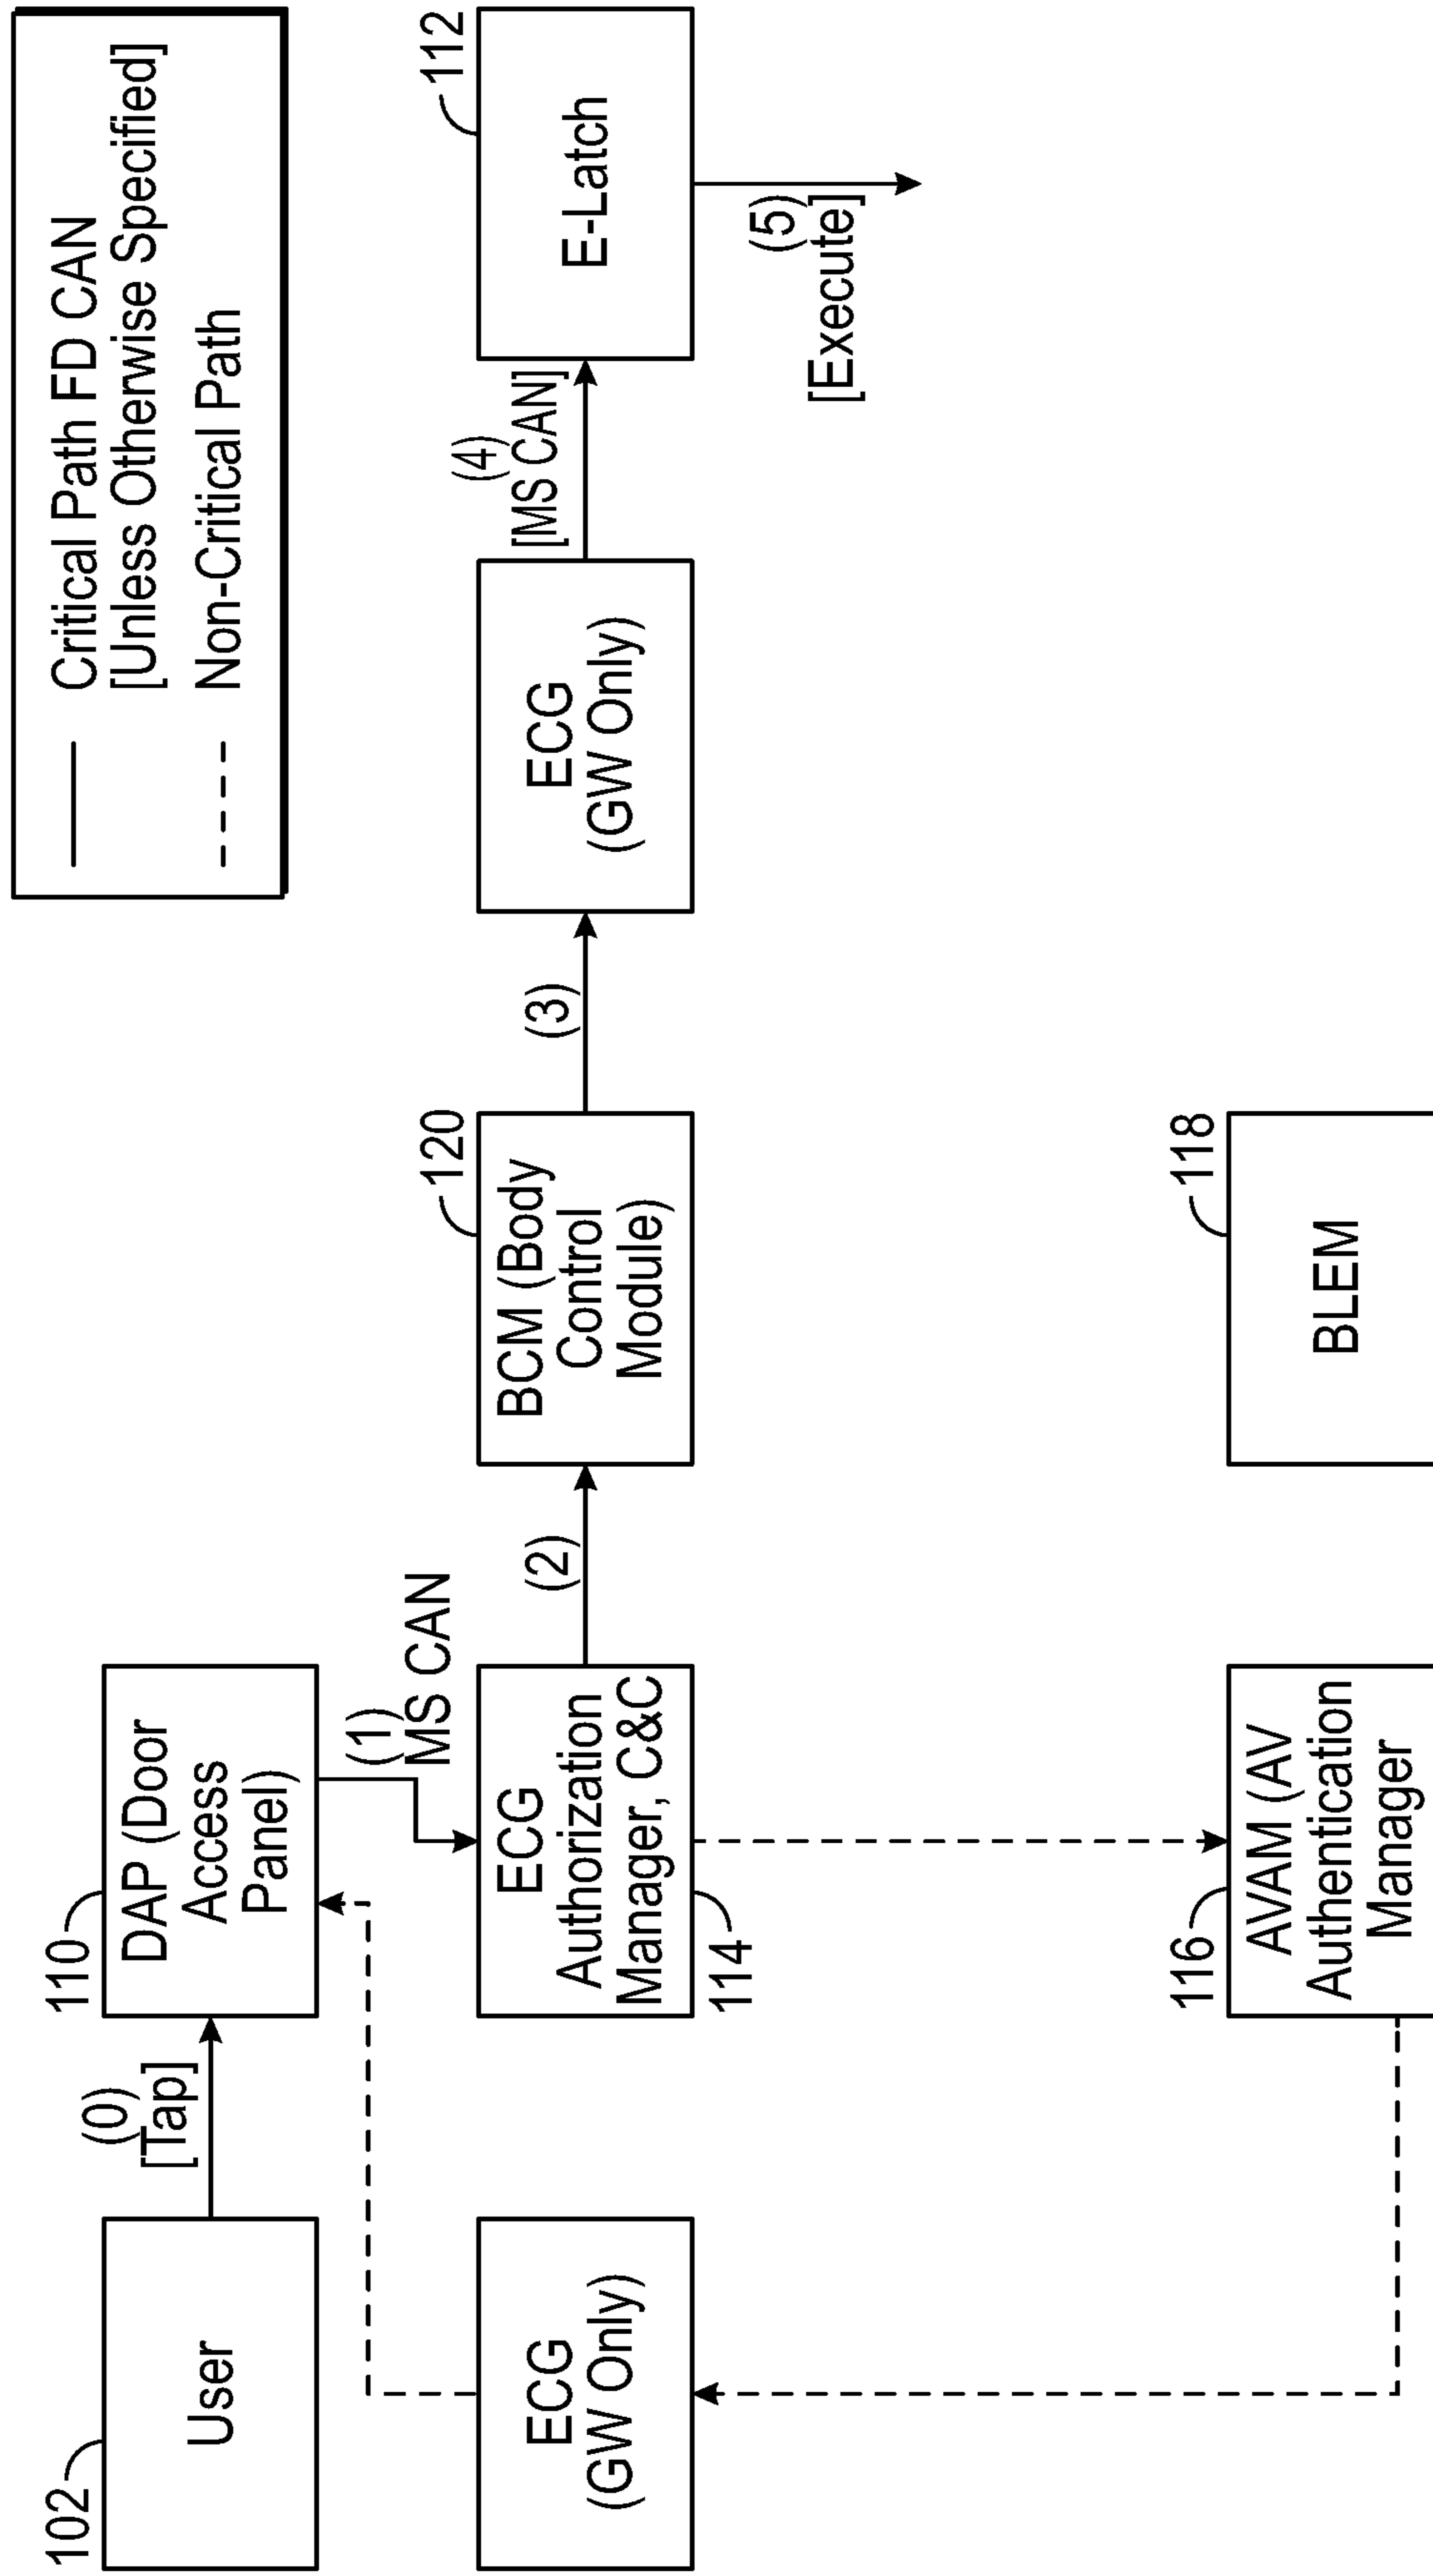 Critical Path FD CAN
[Unless Otherwise Specified]
Non-Critical Path
102
User
(0)
[Tap]
110
DAP (Door
Access
Panel)
(1)
MS CAN
ECG
(GW Only)
ECG
Authorization
Manager, C&C
114
(2)
120
BCM (Body
Control
Module)
(3)
ECG
(GW Only)
(4)
[MS CAN]
112
E-Latch
(5)
[Execute]
116
AVAM (AV
Authentication
Manager
118
BLEM